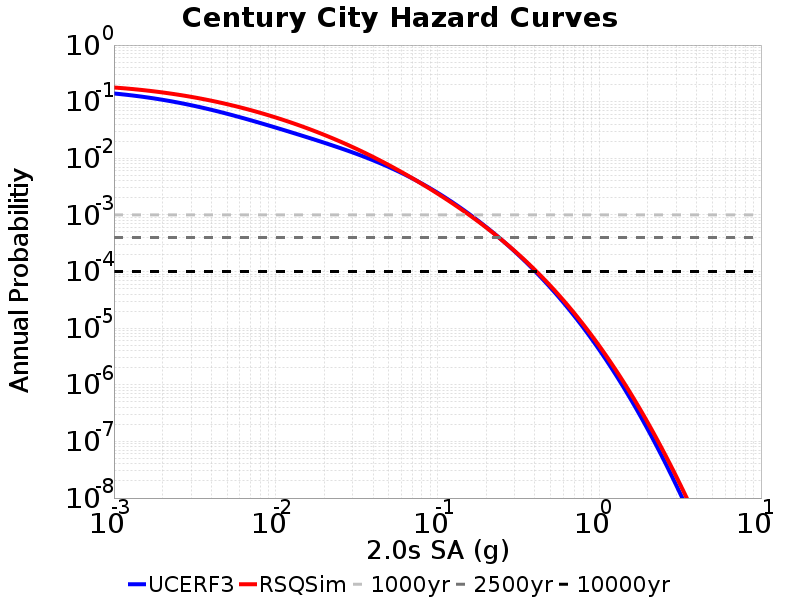 Century City Hazard Curves
10^0
10^-1
10^-2
10^-3
10^-4
10^-5
10^-6
10^-7
10^-8
Annual Probabilitiy
10^-3 10^-2 10^-1 10^0 10^1
2.0s SA (g)
UCERF3 RSQSim 1000yr 2500yr 10000yr